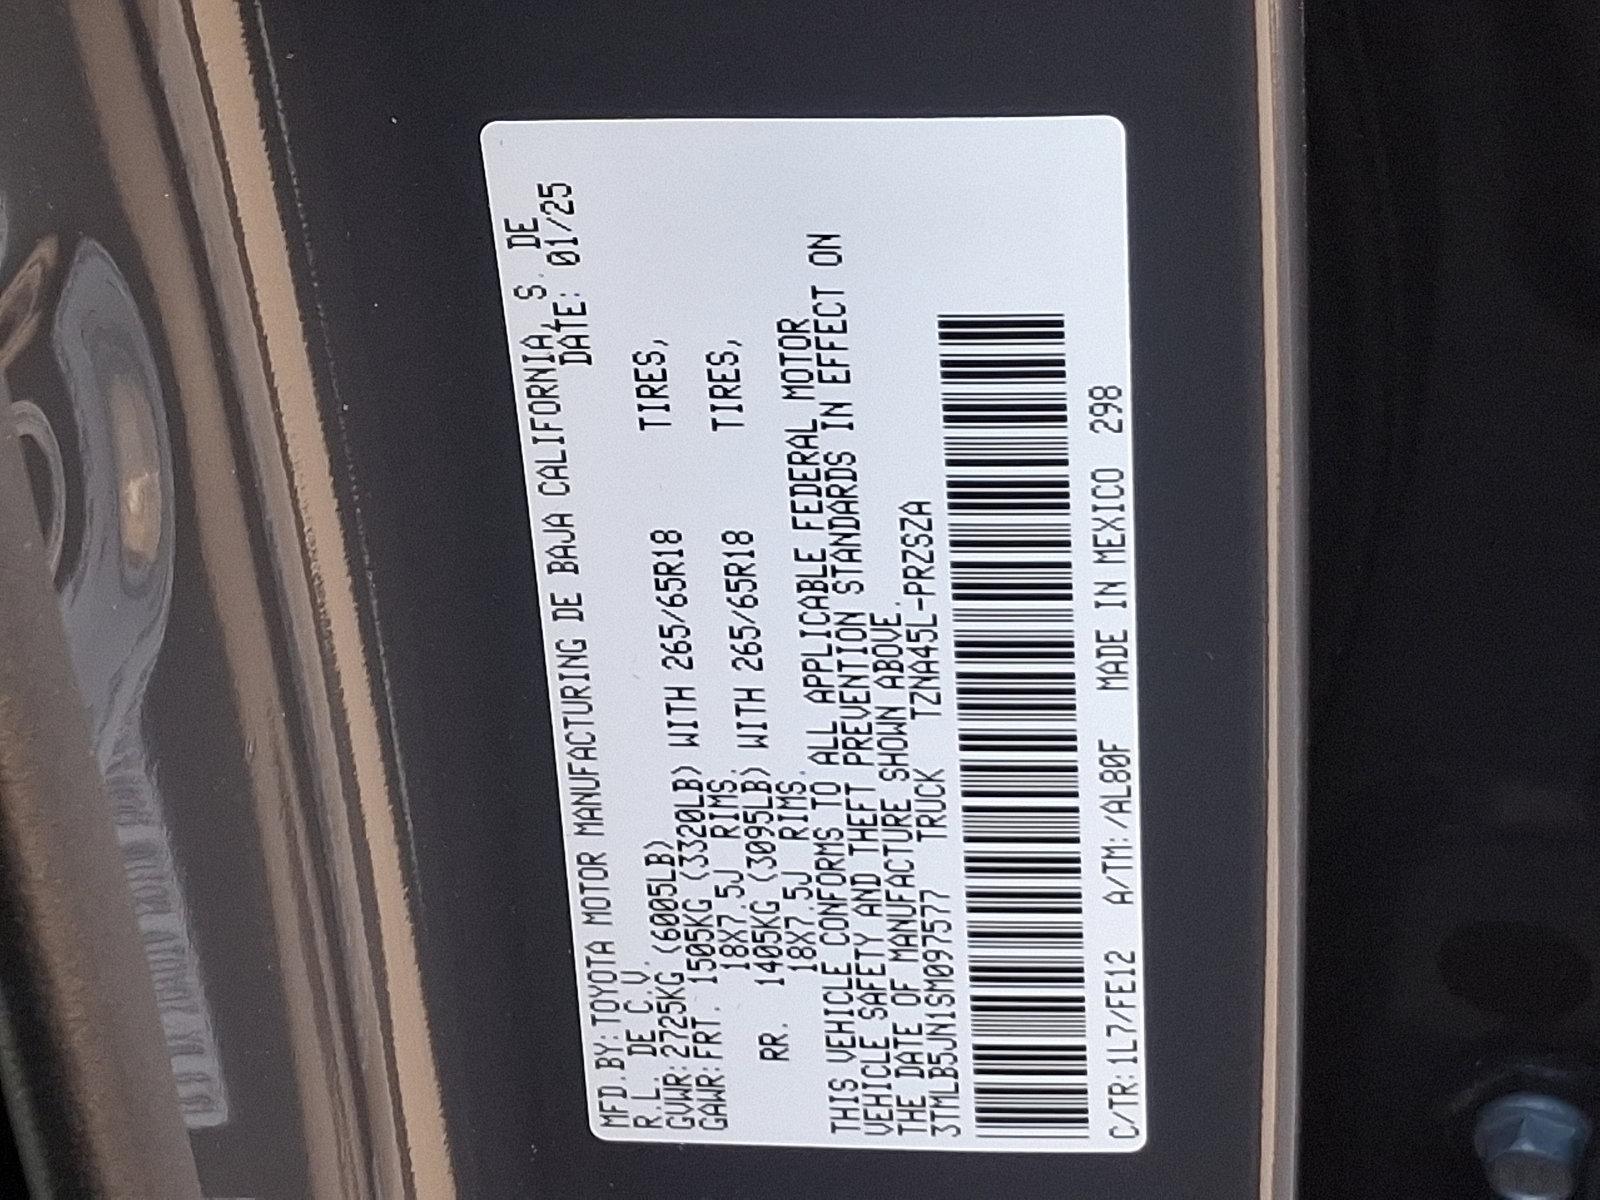 MFD.BY:TOYOTA MOTOR MANUFACTURING DE BAJA CALIFORNIA, S. DE
R.L. DE C.V. DATE: 01/25
GVWR:2725KG (6005LB)
GAWR:FRT. 1505KG (3320LB) WITH 265/65R18 TIRES,
18X7.5J RIMS.
RR. 1405KG (3095LB) WITH 265/65R18 TIRES,
18X7.5J RIMS.
THIS VEHICLE CONFORMS TO ALL APPLICABLE FEDERAL MOTOR
VEHICLE SAFETY AND THEFT PREVENTION STANDARDS IN EFFECT ON
THE DATE OF MANUFACTURE SHOWN ABOVE.
3TMLB5JN1SM097577 TRUCK TZNA45L-PRZSZA
C/TR:1L7/FE12 A/TM:/AL80F MADE IN MEXICO 298